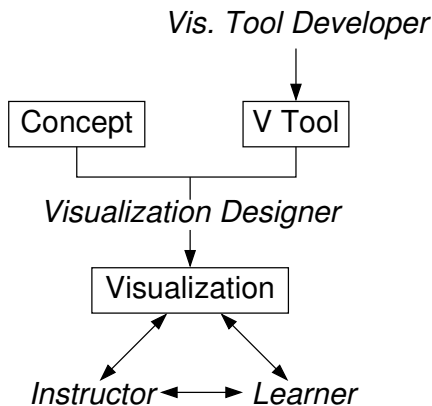 Vis. Tool Developer
Concept
V Tool
Visualization Designer
Visualization
Instructor
Learner